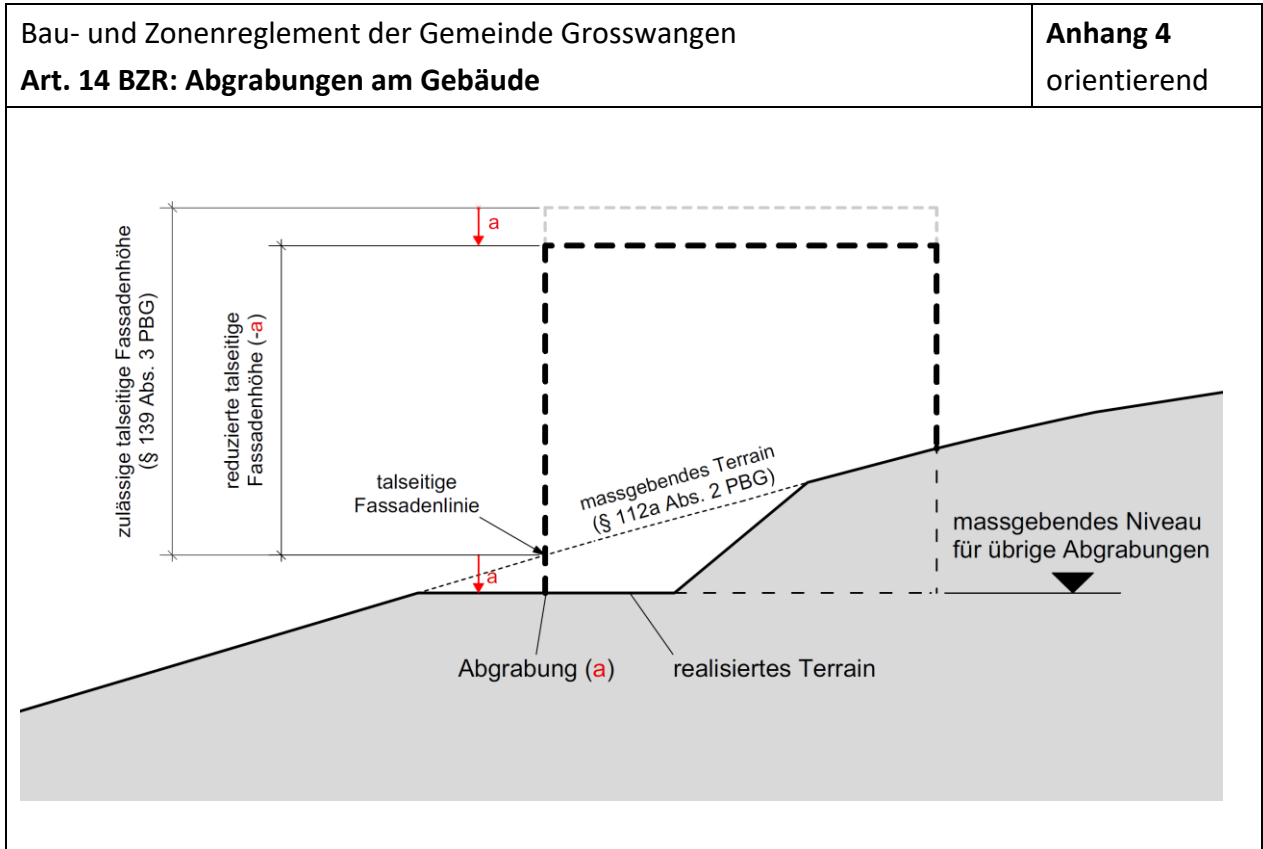 Bau- und Zonenreglement der Gemeinde Grosswangen
Art. 14 BZR: Abgrabungen am Gebäude
Anhang 4
orientierend
zulässige talseitige Fassadenhöhe
(§ 139 Abs. 3 PBG)
reduzierte talseitige
Fassadenhöhe (-a)
a
talseitige
Fassadenlinie
massgebendes Terrain
(§ 112a Abs. 2 PBG)
massgebendes Niveau
für übrige Abgrabungen
a
Abgrabung (a)
realisiertes Terrain